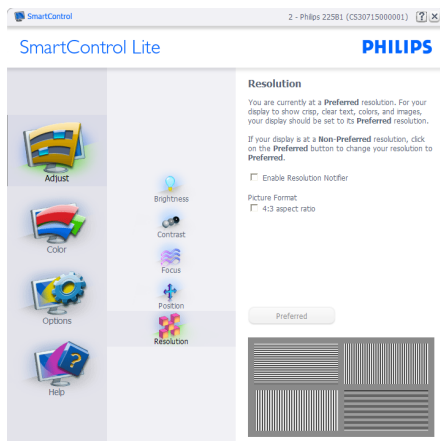 SmartControl
2 - Philips 225B1 (CS30715000001)
SmartControl Lite
PHILIPS
Resolution
You are currently at a Preferred resolution. For your
display to show crisp, clear text, colors, and images,
your display should be set to its Preferred resolution.
If your display is at a Non-Preferred resolution, click
on the Preferred button to change your resolution to
Preferred.
Enable Resolution Notifier
Picture Format
4:3 aspect ratio
Preferred
Adjust
Color
Options
Help
Brightness
Contrast
Focus
Position
Resolution